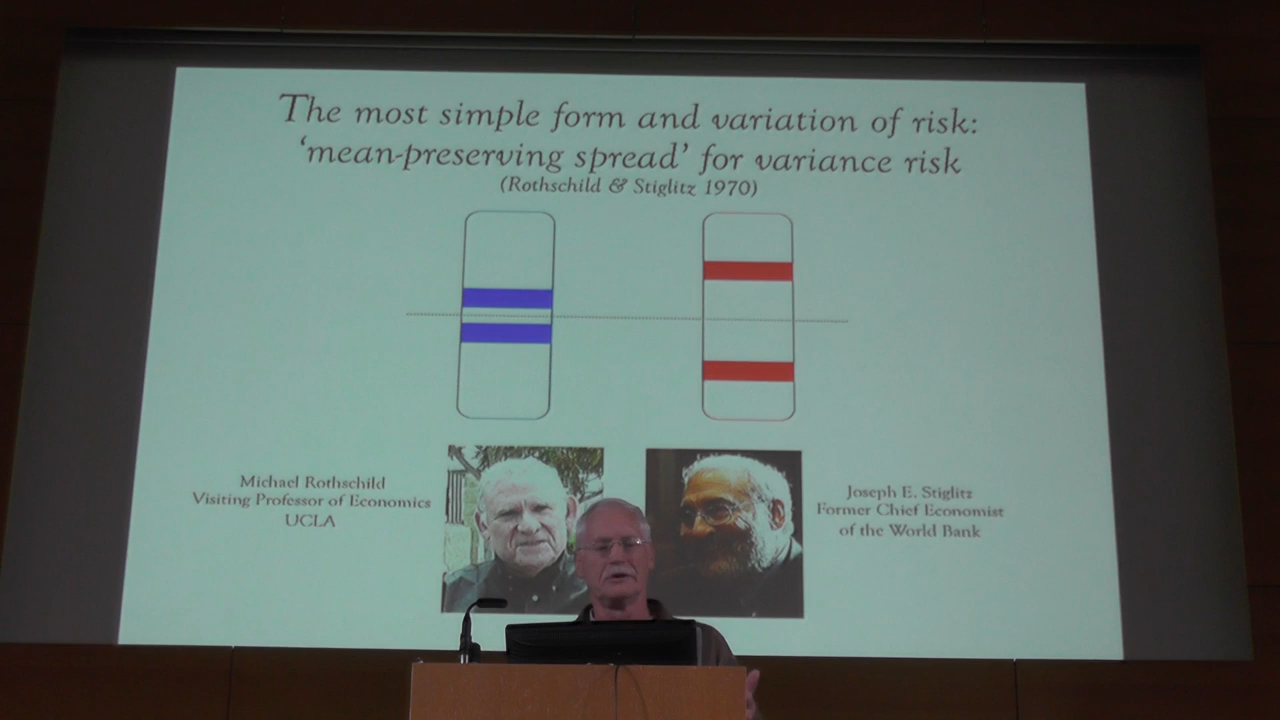 The most simple form and variation of risk:
‘mean-preserving spread’ for variance risk
(Rothschild & Stiglitz 1970)
Michael Rothschild
Visiting Professor of Economics
UCLA
Joseph E. Stiglitz
Former Chief Economist
of the World Bank